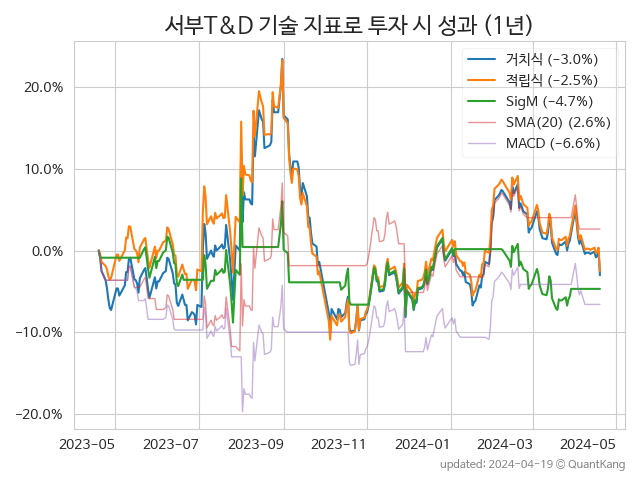 서부T&D 기술 지표로 투자 시 성과 (1년)
거치식 (−3.0%)
적립식 (−2.5%)
SigM (−4.7%)
SMA(20) (2.6%)
MACD (−6.6%)
20.0%
10.0%
0.0%
−10.0%
−20.0%
2023-05 2023-07 2023-09 2023-11 2024-01 2024-03 2024-05
updated: 2024-04-19 © QuantKang